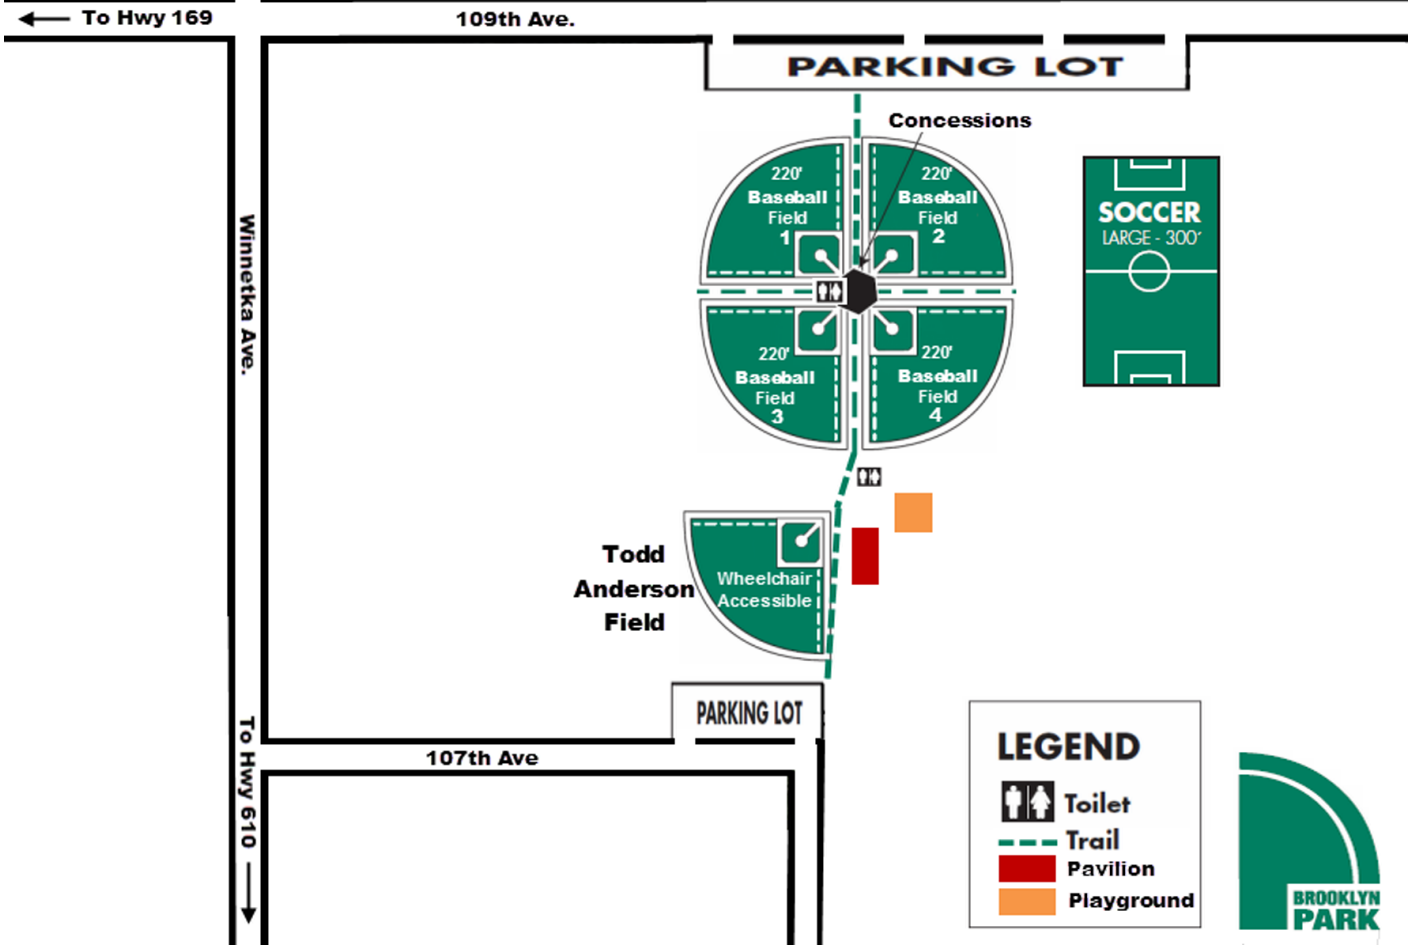 To Hwy 169
109th Ave.
PARKING LOT
Concessions
220'
Baseball
Field
1
220'
Baseball
Field
2
SOCCER
LARGE - 300'
Winnetka Ave.
220'
Baseball
Field
3
220'
Baseball
Field
4
Todd
Anderson
Field
Wheelchair
Accessible
PARKING LOT
107th Ave
To Hwy 610
LEGEND
Toilet
Trail
Pavilion
Playground
BROOKLYN
PARK